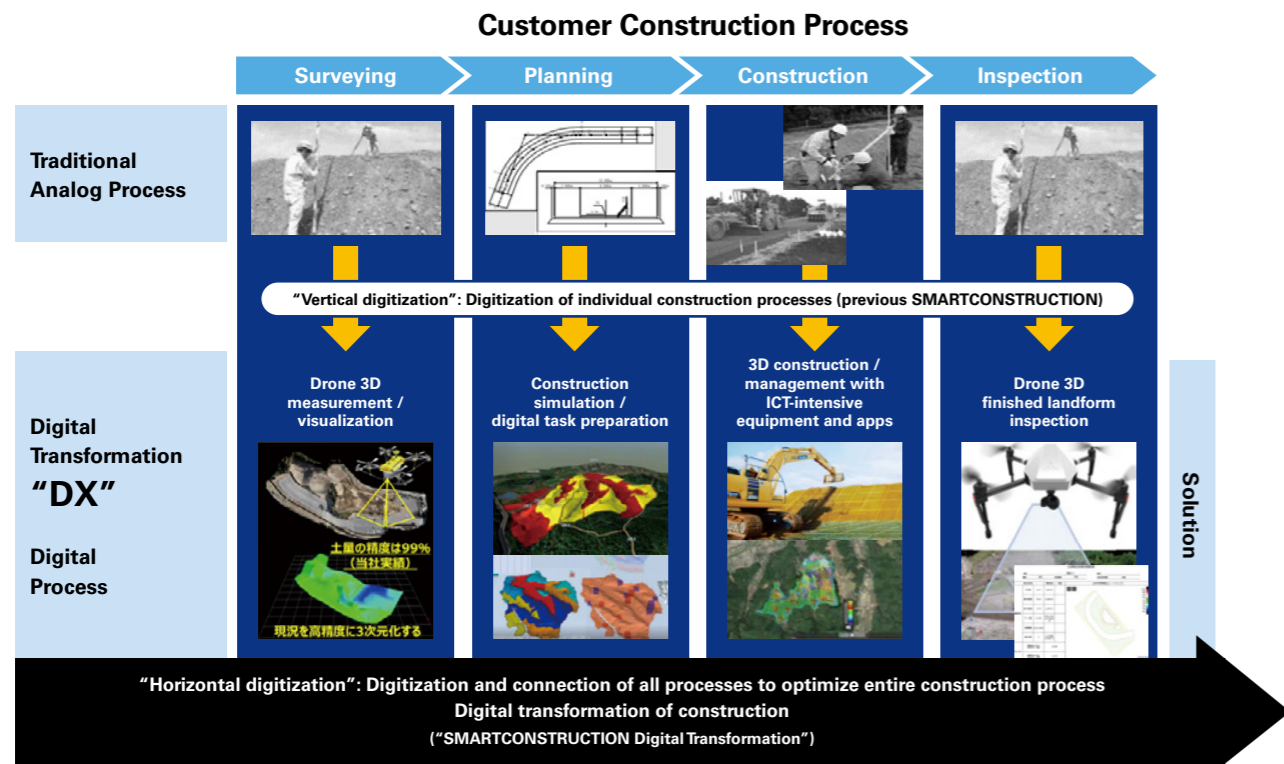 Customer Construction Process
Surveying
Planning
Construction
Inspection
Traditional
Analog Process
“Vertical digitization”: Digitization of individual construction processes (previous SMARTCONSTRUCTION)
Digital
Transformation
“DX”
Digital
Process
Drone 3D
measurement /
visualization
土量の精度は99%
(当社実績)
現況を高精度に3次元化する
Construction
simulation /
digital task preparation
3D construction /
management with
ICT-intensive
equipment and apps
Drone 3D
finished landform
inspection
Solution
“Horizontal digitization”: Digitization and connection of all processes to optimize entire construction process
Digital transformation of construction
(“SMARTCONSTRUCTION Digital Transformation”)